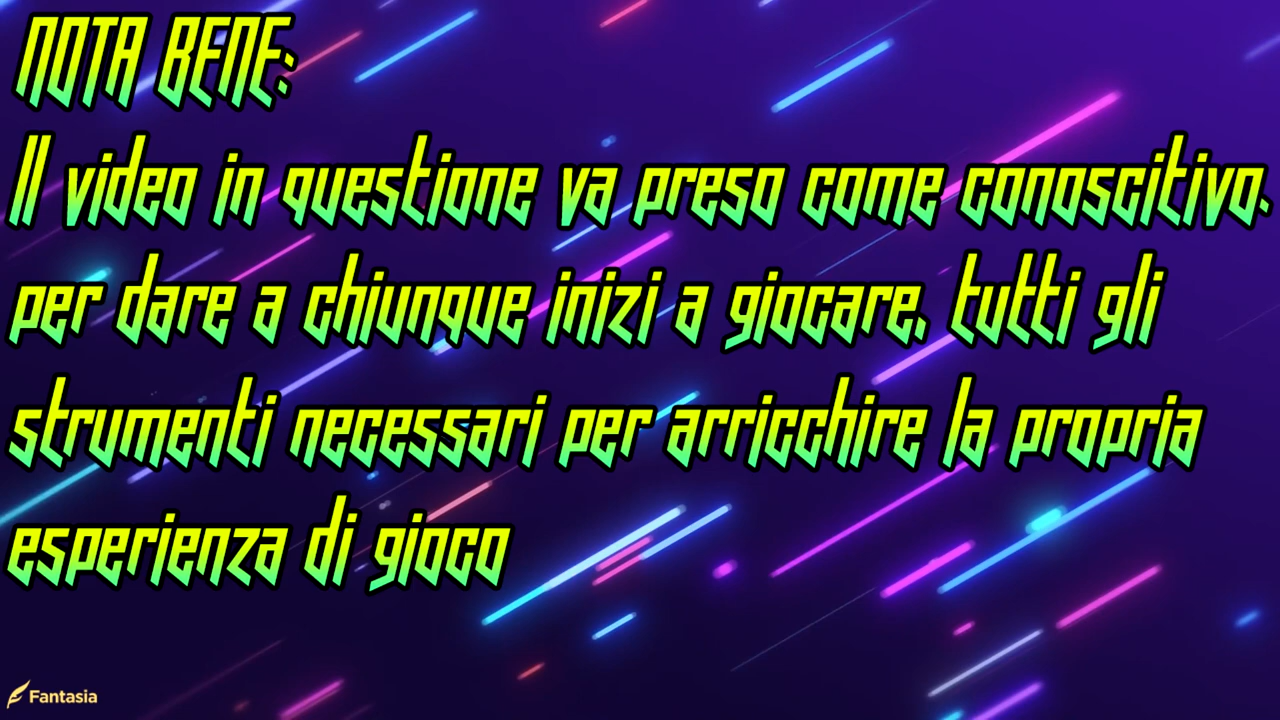 NOTA BENE:
Il video in questione va preso come conoscitivo.
per dare a chiunque inizi a giocare, tutti gli
strumenti necessari per arricchire la propria
esperienza di gioco
Fantasia